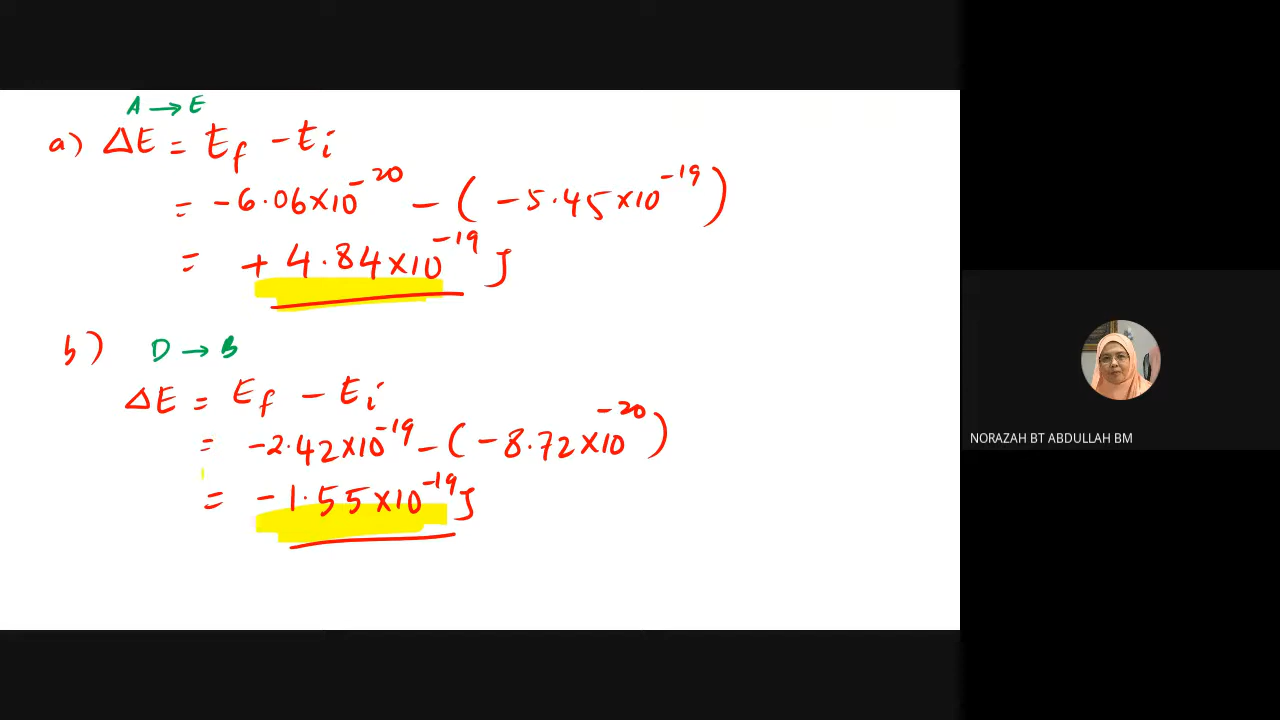 A → E
a) ΔE = Ef - Ei
= -6.06×10⁻²⁰ - (-5.45×10⁻¹⁹)
= +4.84×10⁻¹⁹ J
b) D → B
ΔE = Ef - Ei
= -2.42×10⁻¹⁹ - (-8.72×10⁻²⁰)
= -1.55×10⁻¹⁹ J
NORAZAH BT ABDULLAH BM